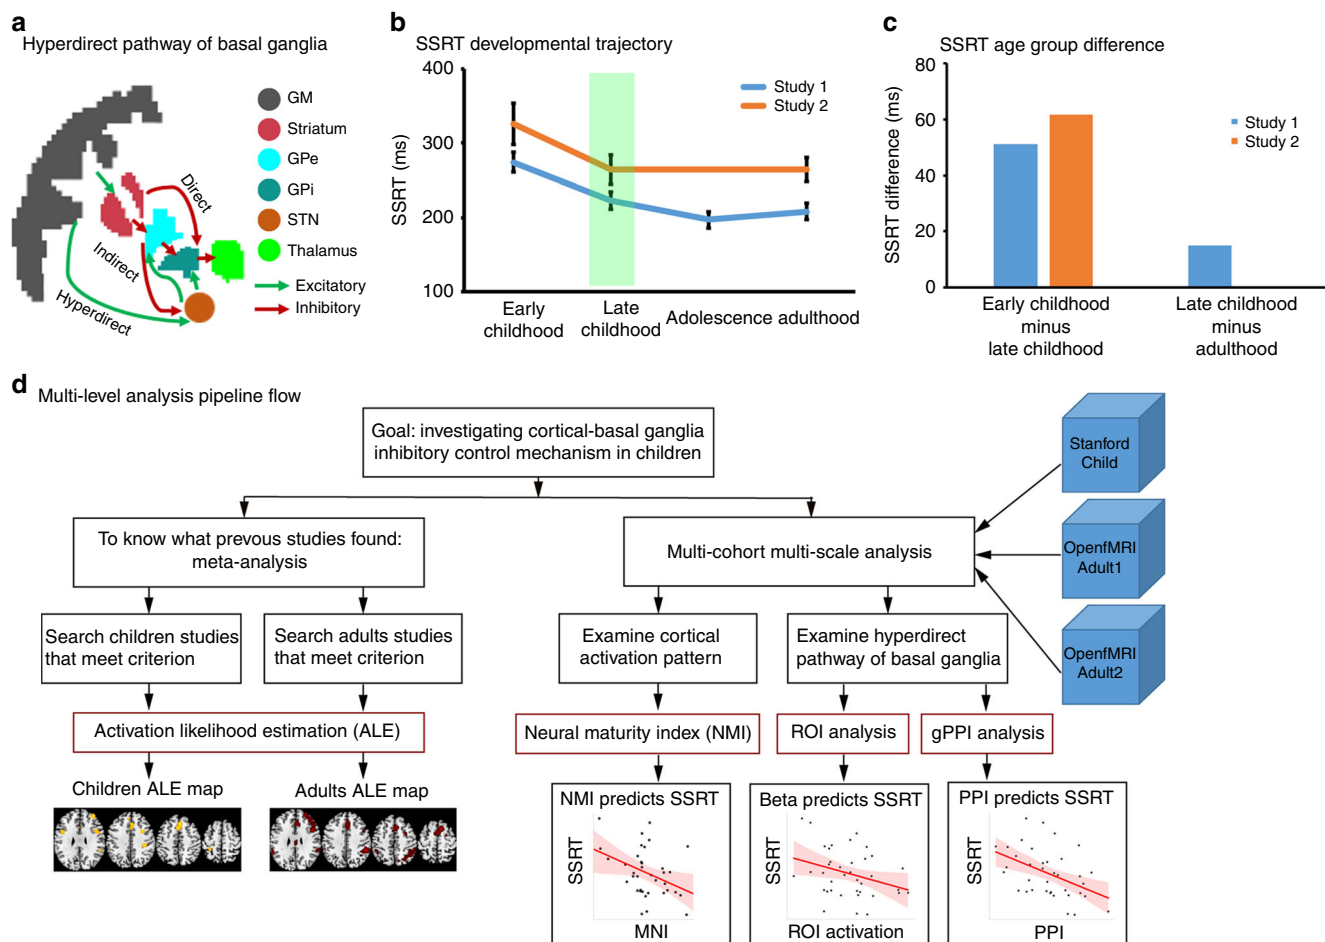 a
Hyperdirect pathway of basal ganglia
GM
Striatum
GPe
GPi
STN
Thalamus
Excitatory
Inhibitory
Direct
Indirect
Hyperdirect
b
SSRT developmental trajectory
400
300
200
100
SSRT (ms)
Study 1
Study 2
Early
childhood
Late
childhood
Adolescence adulthood
c
SSRT age group difference
80
60
40
20
0
SSRT difference (ms)
Study 1
Study 2
Early childhood
minus
late childhood
Late childhood
minus
adulthood
d
Multi-level analysis pipeline flow
Goal: investigating cortical-basal ganglia
inhibitory control mechanism in children
Stanford
Child
OpenfMRI
Adult1
OpenfMRI
Adult2
To know what prevous studies found:
meta-analysis
Multi-cohort multi-scale analysis
Search children studies
that meet criterion
Search adults studies
that meet criterion
Examine cortical
activation pattern
Examine hyperdirect
pathway of basal ganglia
Activation likelihood estimation (ALE)
Neural maturity index (NMI)
ROI analysis
gPPI analysis
Children ALE map
Adults ALE map
NMI predicts SSRT
SSRT
MNI
Beta predicts SSRT
SSRT
ROI activation
PPI predicts SSRT
SSRT
PPI